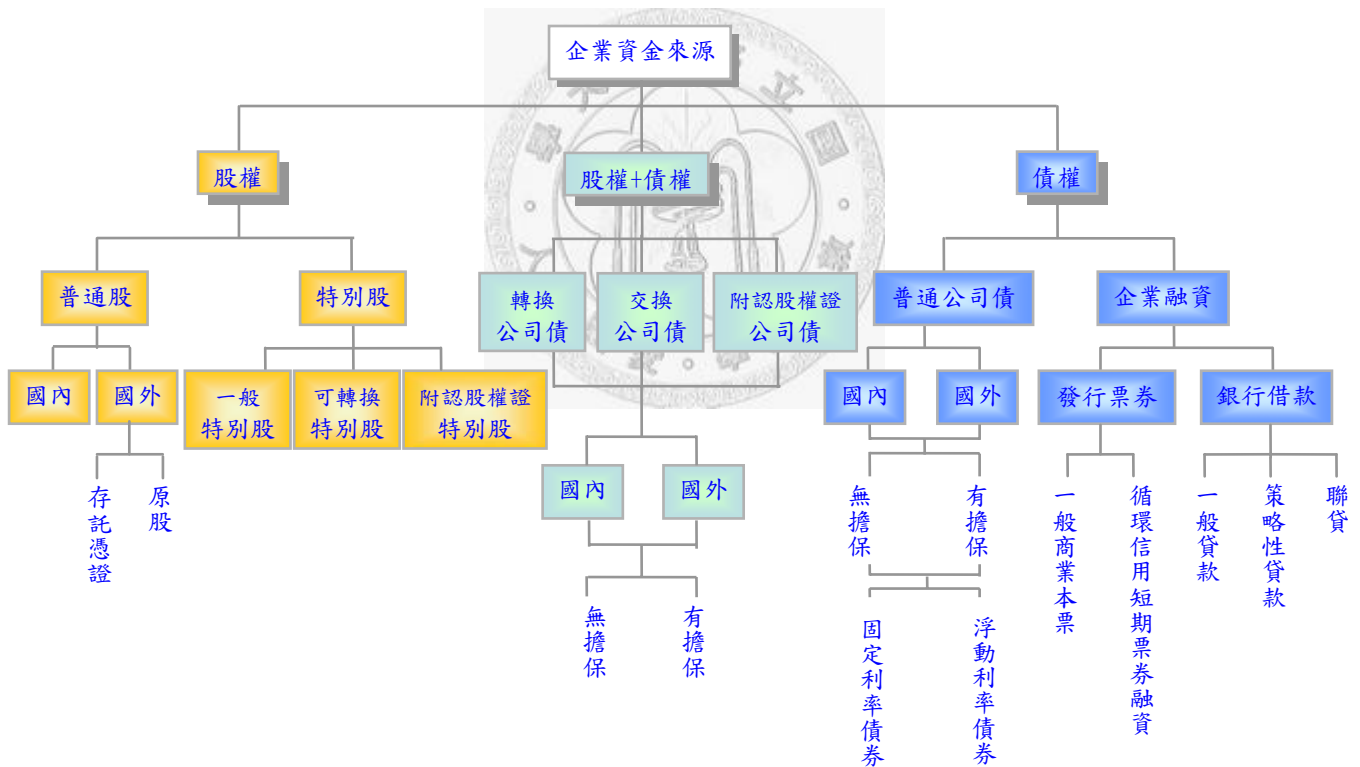 企業資金來源
股權
股權+債權
債權
普通股
特別股
轉換
公司債
交換
公司債
附認股權證
公司債
普通公司債
企業融資
國內
國外
一般
特別股
可轉換
特別股
附認股權證
特別股
國內
國外
發行票券
銀行借款
存託憑證
原股
國內
國外
無擔保
有擔保
一般商業本票
循環信用短期票券融資
一般貸款
策略性貸款
聯貸
無擔保
有擔保
固定利率債券
浮動利率債券